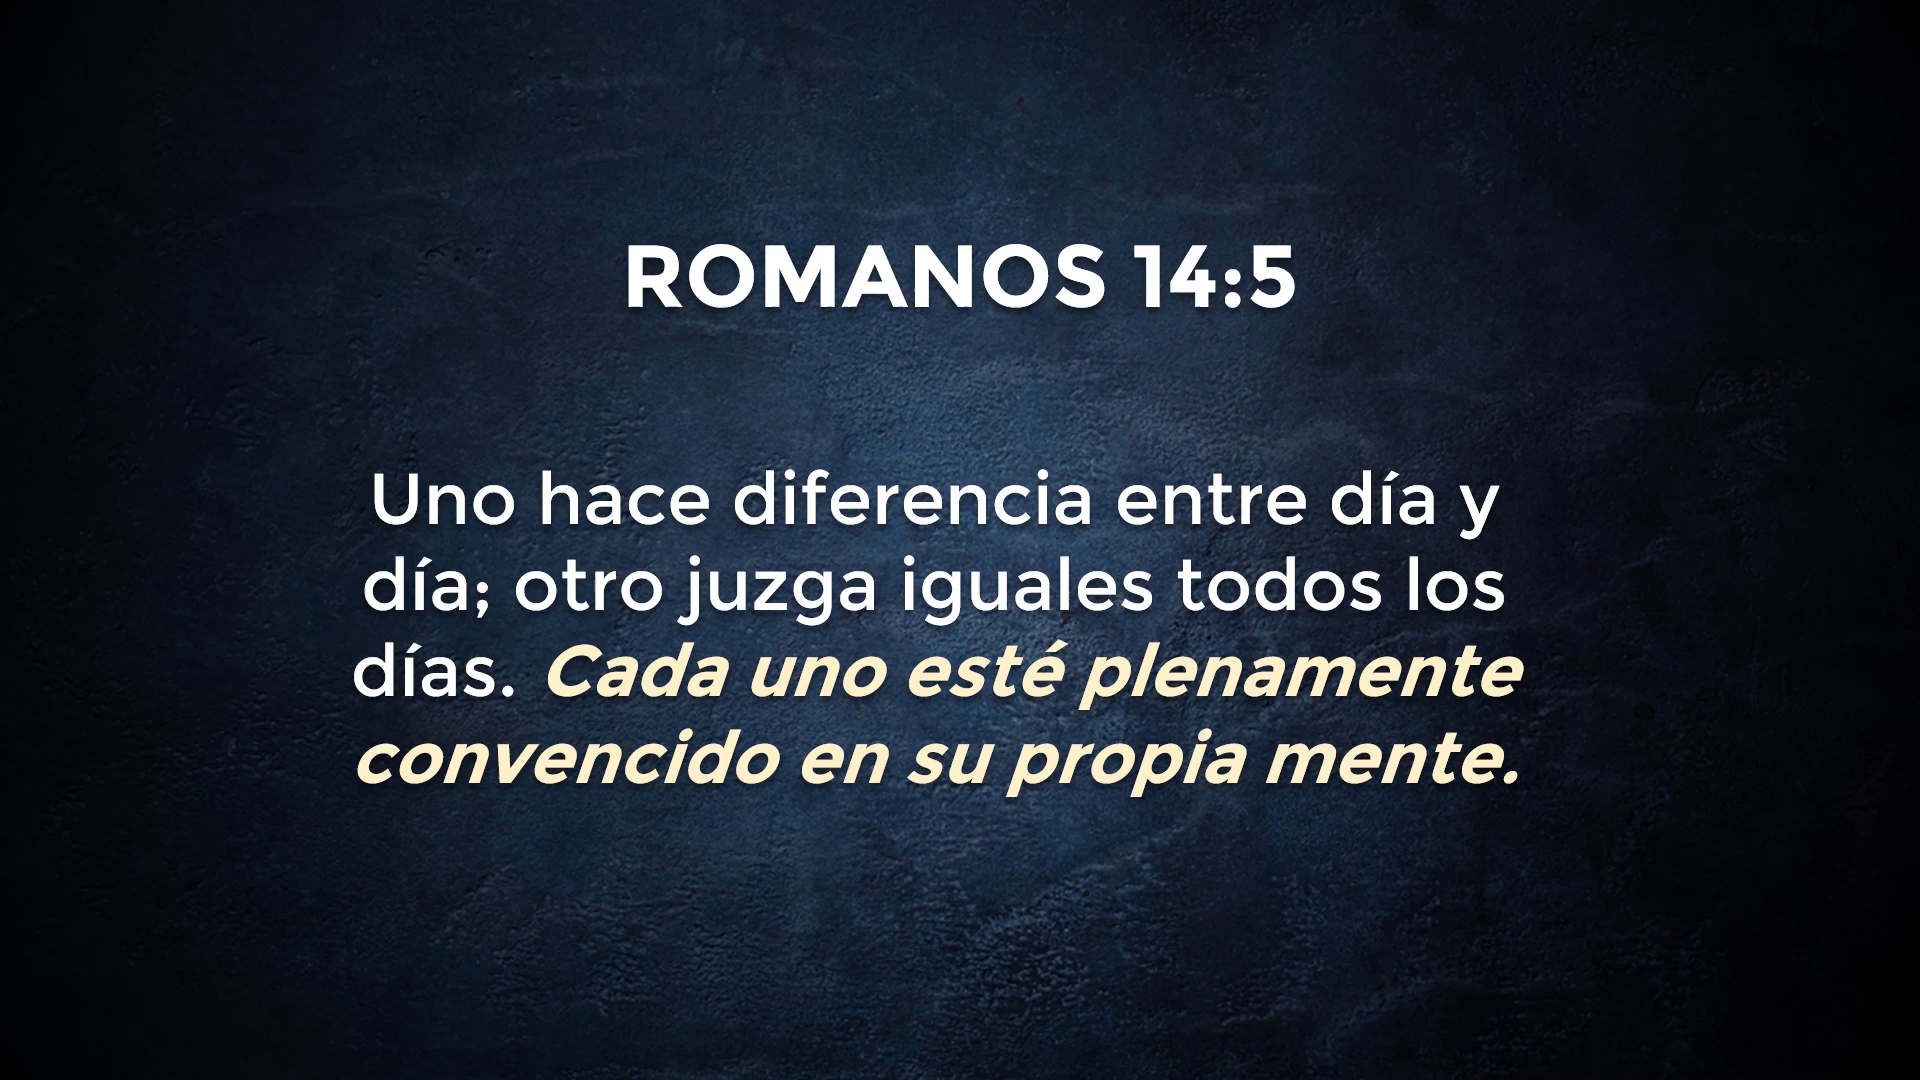 ROMANOS 14:5
Uno hace diferencia entre día y
día; otro juzga iguales todos los
días. Cada uno esté plenamente
convencido en su propia mente.